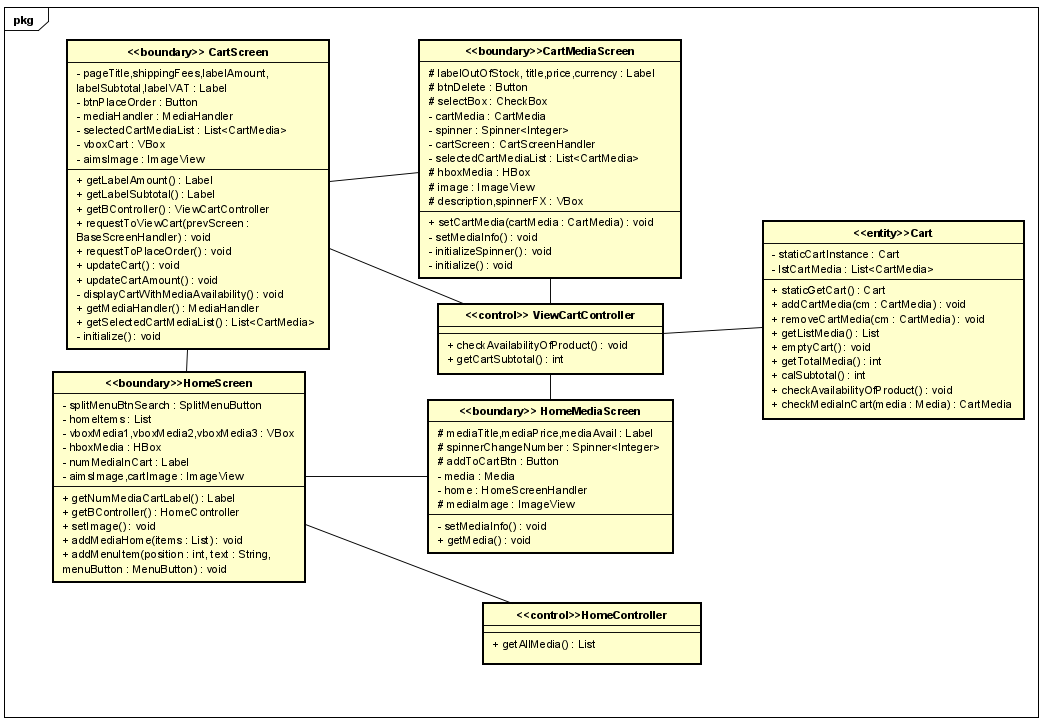 pkg
<<boundary>> CartScreen
- pageTitle,shippingFees,labelAmount,
labelSubtotal,labelVAT : Label
- btnPlaceOrder : Button
- mediaHandler : MediaHandler
- selectedCartMediaList : List<CartMedia>
- vboxCart : VBox
- aimsImage : ImageView
+ getLabelAmount() : Label
+ getLabelSubtotal() : Label
+ getBController() : ViewCartController
+ requestToViewCart(prevScreen :
BaseScreenHandler) : void
+ requestToPlaceOrder() : void
+ updateCart() : void
+ updateCartAmount() : void
- displayCartWithMediaAvailability() : void
+ getMediaHandler() : MediaHandler
+ getSelectedCartMediaList() : List<CartMedia>
- initialize() : void
<<boundary>>CartMediaScreen
# labelOutOfStock, title,price,currency : Label
# btnDelete : Button
# selectBox : CheckBox
- cartMedia : CartMedia
- spinner : Spinner<Integer>
- cartScreen : CartScreenHandler
- selectedCartMediaList : List<CartMedia>
# hboxMedia : HBox
# image : ImageView
# description,spinnerFX : VBox
+ setCartMedia(cartMedia : CartMedia) : void
- setMediaInfo() : void
- initializeSpinner() : void
- initialize() : void
<<entity>>Cart
- staticCartInstance : Cart
- lstCartMedia : List<CartMedia>
+ staticGetCart() : Cart
+ addCartMedia(cm : CartMedia) : void
+ removeCartMedia(cm : CartMedia) : void
+ getListMedia() : List
+ emptyCart() : void
+ getTotalMedia() : int
+ calSubtotal() : int
+ checkAvailabilityOfProduct() : void
+ checkMediaInCart(media : Media) : CartMedia
<<control>> ViewCartController
+ checkAvailabilityOfProduct() : void
+ getCartSubtotal() : int
<<boundary>>HomeScreen
- splitMenuBtnSearch : SplitMenuButton
- homeItems : List
- vboxMedia1,vboxMedia2,vboxMedia3 : VBox
- hboxMedia : HBox
- numMediaInCart : Label
- aimsImage,cartImage : ImageView
+ getNumMediaCartLabel() : Label
+ getBController() : HomeController
+ setImage() : void
+ addMediaHome(items : List) : void
+ addMenuItem(position : int, text : String,
menuButton : MenuButton) : void
<<boundary>> HomeMediaScreen
# mediaTitle,mediaPrice,mediaAvail : Label
# spinnerChangeNumber : Spinner<Integer>
# addToCartBtn : Button
- media : Media
- home : HomeScreenHandler
# mediaImage : ImageView
- setMediaInfo() : void
+ getMedia() : void
<<control>>HomeController
+ getAllMedia() : List